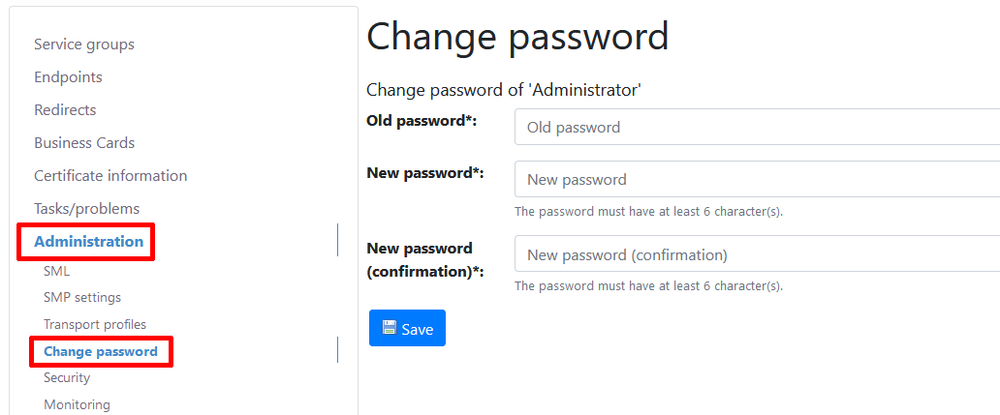 Service groups
Endpoints
Redirects
Business Cards
Certificate information
Tasks/problems
Administration
SML
SMP settings
Transport profiles
Change password
Security
Monitoring
Change password
Change password of 'Administrator'
Old password*:
Old password
New password*:
New password
The password must have at least 6 character(s).
New password
(confirmation)*:
New password (confirmation)
The password must have at least 6 character(s).
Save